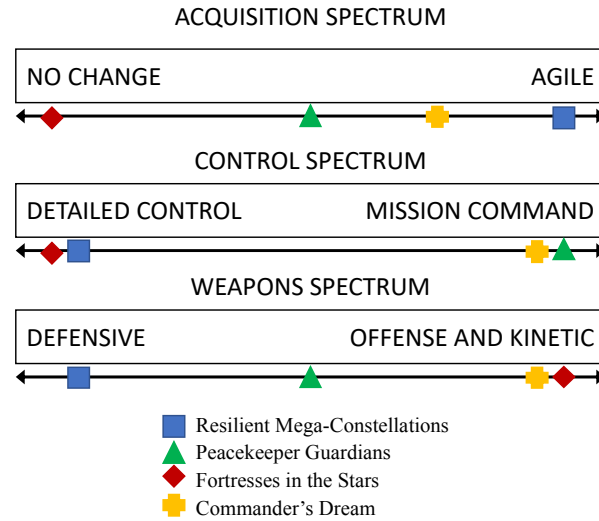 ACQUISITION SPECTRUM
NO CHANGE AGILE
CONTROL SPECTRUM
DETAILED CONTROL MISSION COMMAND
WEAPONS SPECTRUM
DEFENSIVE OFFENSE AND KINETIC
Resilient Mega-Constellations
Peacekeeper Guardians
Fortresses in the Stars
Commander’s Dream